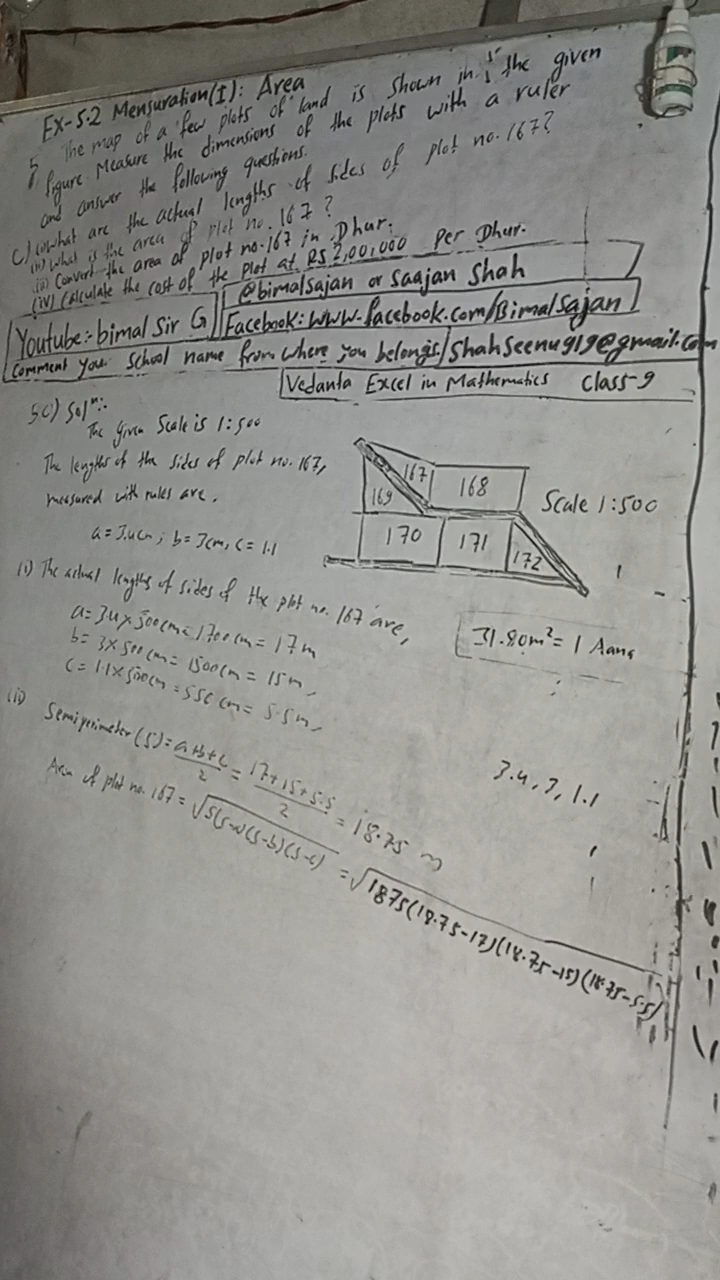 Ex-5.2 Mensuration(I): Area
5. The map of a few plots of land is shown in the given
figure Measure the dimensions of the plots with a ruler
and answer the following questions.
c) (i) What are the actual lengths of sides of plot no. 167?
(ii) What is the area of plot no. 167?
(iii) Convert the area of plot no. 167 in Dhur.
(iv) Calculate the cost of the plot at RS 2,00,000 per Dhur.
@bimalsajan or Saajan Shah
Youtube:- bimal Sir G
Facebook: www.facebook.com/Bimalsajan
Comment your School name from where you belongs
Shahseenu919@gmail.com
Vedanta Excel in Mathematics Class-9
5c) Solⁿ:
The given Scale is 1:500
The lengths of the sides of plot no. 167,
measured with rules are.
a = 3.4cm; b = 3cm, c = 1.1
167
168
169
170
171
172
Scale 1:500
(i) The actual lengths of sides of the plot no. 167 are,
a = 3.4 x 500cm = 1700cm = 17m
b = 3 x 500cm = 1500cm = 15m,
c = 1.1 x 500cm = 550 cm = 5.5m,
31.80m² = 1 Aana
3.4, 3, 1.1
(ii) Semi perimeter (s) = a+b+c/2 = 17+15+5.5/2 = 18.75 m
Area of plot no. 167 = √s(s-a)(s-b)(s-c) = √1875(18.75-17)(18.75-15)(18.75-5.5)